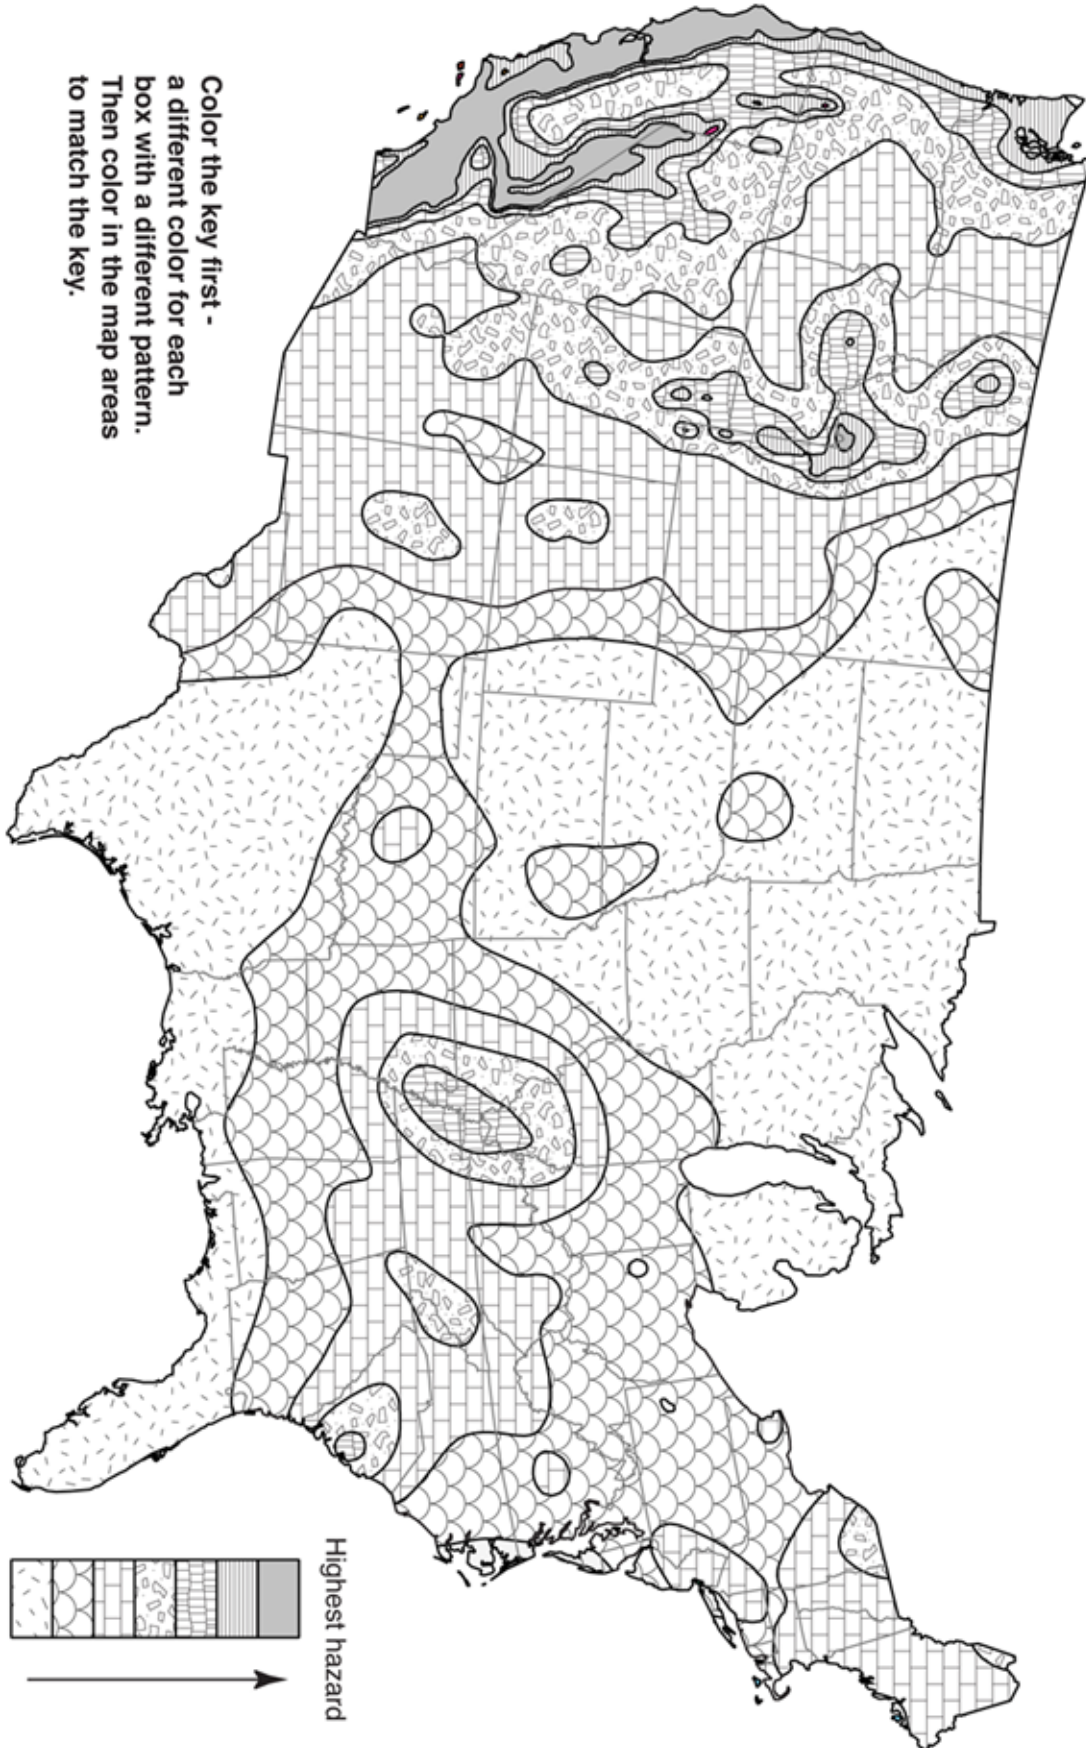 Color the key first -
a different color for each
box with a different pattern.
Then color in the map areas
to match the key.
Highest hazard